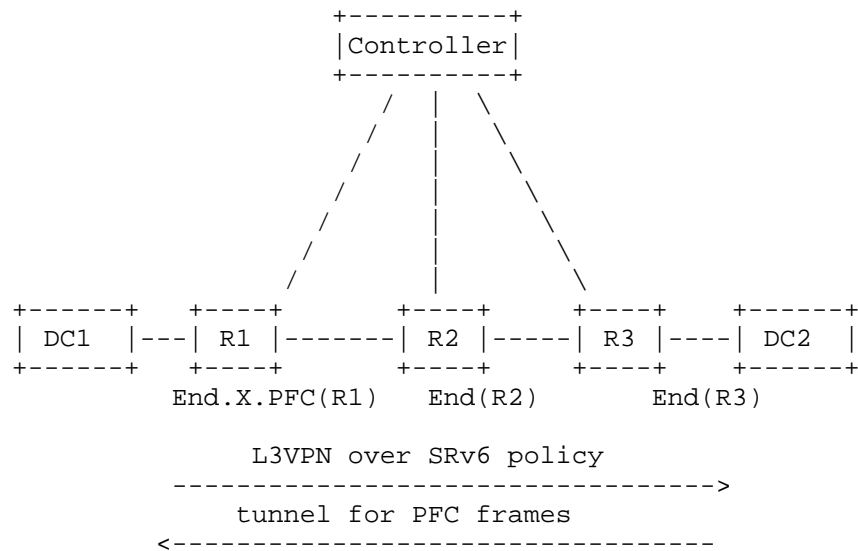 Controller
DC1 R1 R2 R3 DC2
End.X.PFC(R1) End(R2) End(R3)
L3VPN over SRv6 policy
tunnel for PFC frames